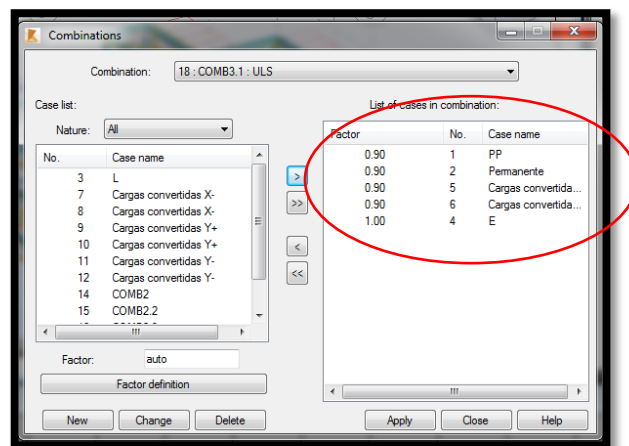 Combinations
Combination: 18 : COMB3.1 : ULS
Case list:
Nature: All
No. Case name
3 L
7 Cargas convertidas X-
8 Cargas convertidas X-
9 Cargas convertidas Y+
10 Cargas convertidas Y+
11 Cargas convertidas Y-
12 Cargas convertidas Y-
14 COMB2
15 COMB2.2
>
>>
<
<<
List of cases in combination:
Factor No. Case name
0.90 1 PP
0.90 2 Permanente
0.90 5 Cargas convertida...
0.90 6 Cargas convertida...
1.00 4 E
Factor: auto
Factor definition
New Change Delete Apply Close Help